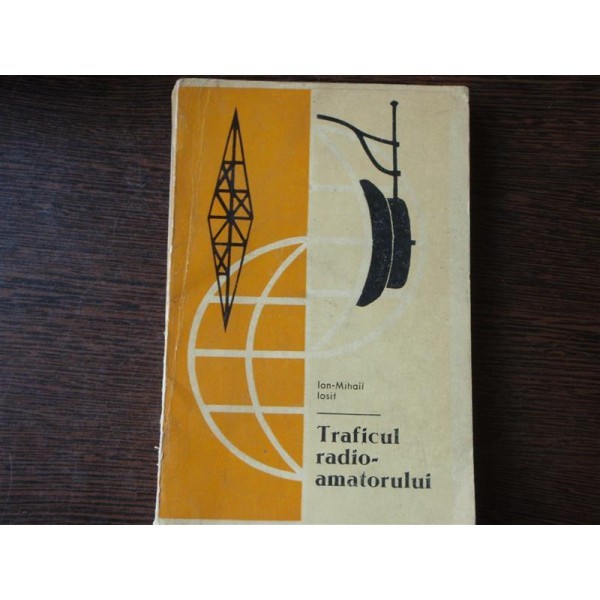 Ion-Mihail
Iosif
Traficul
radio-
amatorului